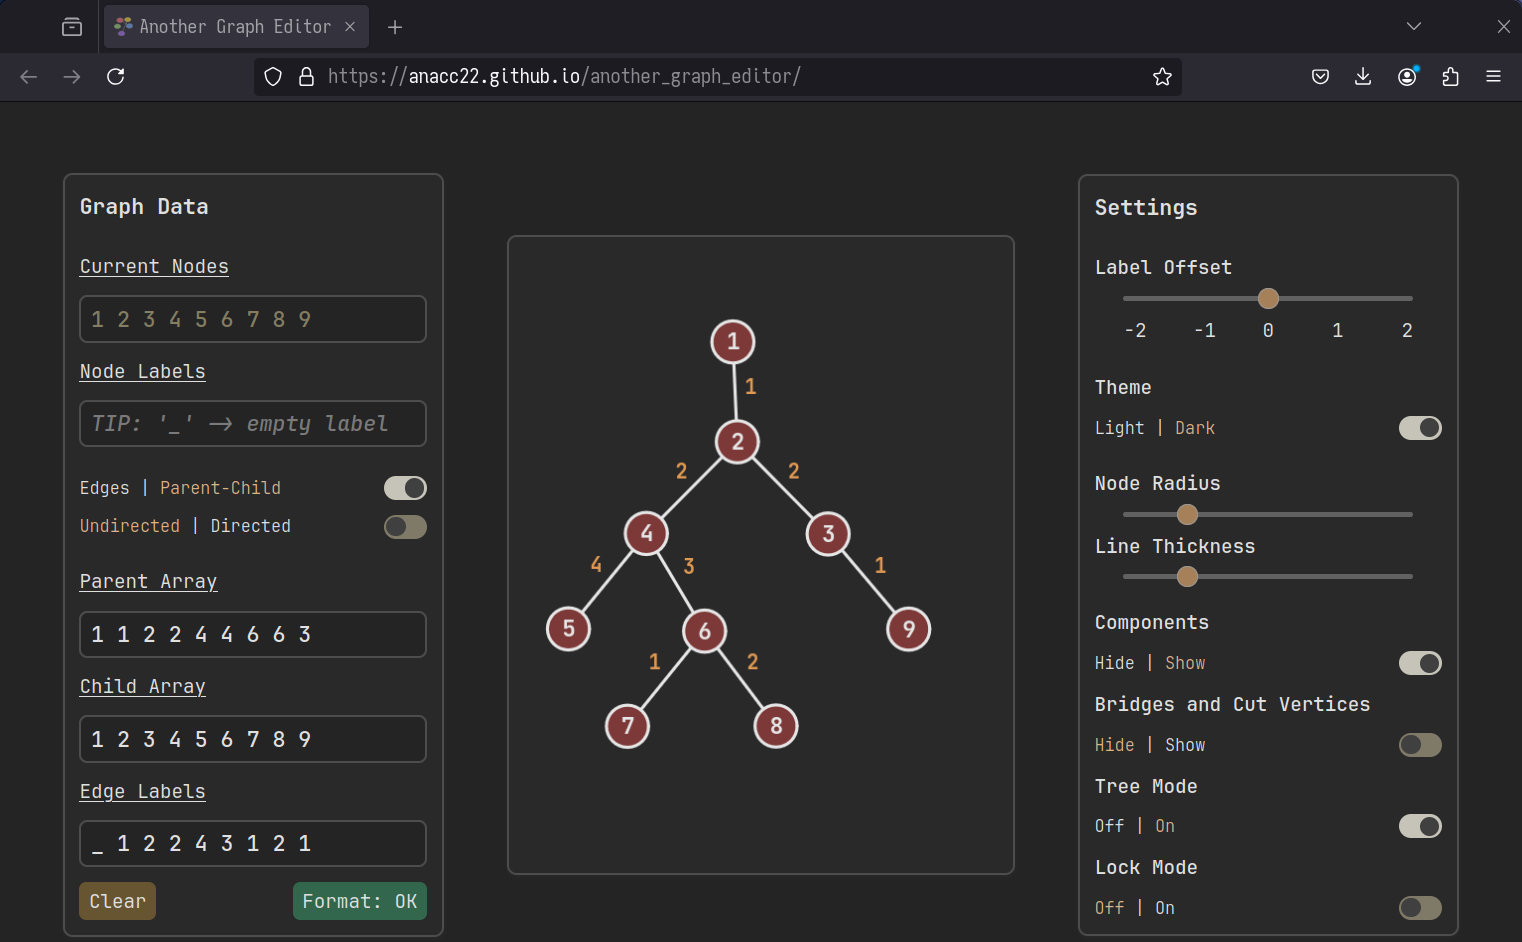 Another Graph Editor
https://anacc22.github.io/another_graph_editor/
Graph Data
Current Nodes
1 2 3 4 5 6 7 8 9
Node Labels
TIP: '_' -> empty label
Edges | Parent-Child
Undirected | Directed
Parent Array
1 1 2 2 4 4 6 6 3
Child Array
1 2 3 4 5 6 7 8 9
Edge Labels
_ 1 2 2 4 3 1 2 1
Clear
Format: OK
1
1
2
2
2
4
3
4
3
1
5
6
9
1
2
7
8
Settings
Label Offset
-2 -1 0 1 2
Theme
Light | Dark
Node Radius
Line Thickness
Components
Hide | Show
Bridges and Cut Vertices
Hide | Show
Tree Mode
Off | On
Lock Mode
Off | On